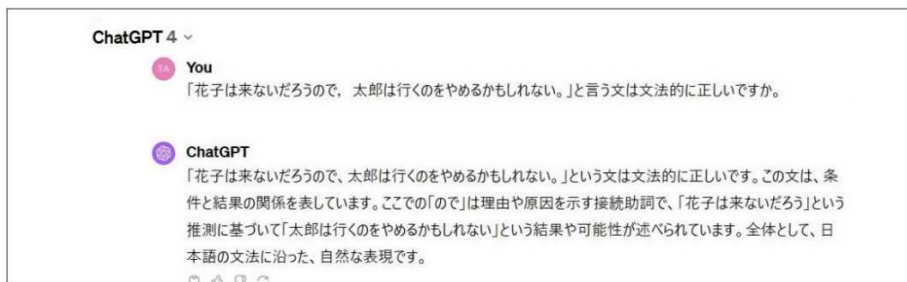 ChatGPT 4
TA You
「花子は来ないだろうので, 太郎は行くのをやめるかもしれない。」と言う文は文法的に正しいですか。
ChatGPT
「花子は来ないだろうので、太郎は行くのをやめるかもしれない。」という文は文法的に正しいです。この文は、条
件と結果の関係を表しています。ここでの「ので」は理由や原因を示す接続助詞で、「花子は来ないだろう」という
推測に基づいて「太郎は行くのをやめるかもしれない」という結果や可能性が述べられています。全体として、日
本語の文法に沿った、自然な表現です。